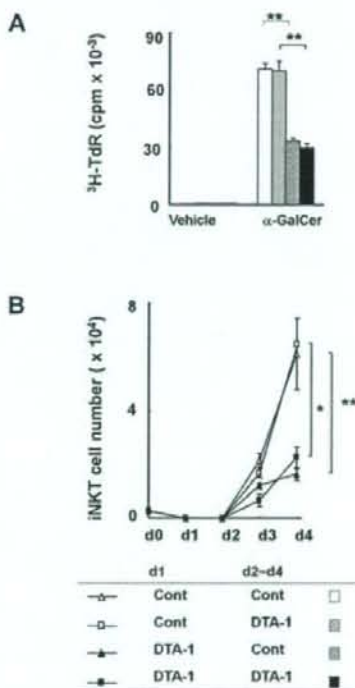 A
³H-TdR (cpm x 10⁻³)
90
60
30
0
**
**
Vehicle
α-GalCer
B
iNKT cell number ( x 10⁴)
8
4
0
*
**
d0 d1 d2 d3 d4
d1 d2–d4
Cont Cont
Cont DTA-1
DTA-1 Cont
DTA-1 DTA-1